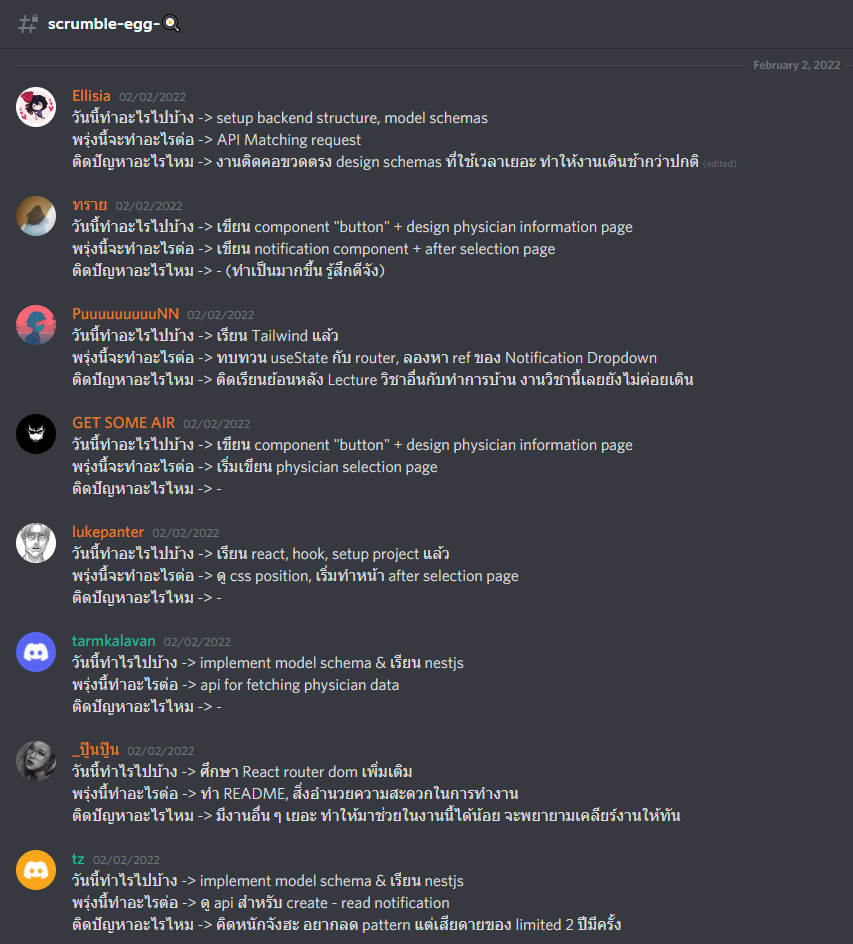 scrumble-egg-🍳
February 2, 2022
Ellisia 02/02/2022
วันนี้ทำอะไรไปบ้าง -> setup backend structure, model schemas
พรุ่งนี้จะทำอะไรต่อ -> API Matching request
ติดปัญหาอะไรไหม -> งานติดคอขวดตรง design schemas ที่ใช้เวลาเยอะ ทำให้งานเดินช้ากว่าปกติ (edited)
ทราย 02/02/2022
วันนี้ทำอะไรไปบ้าง -> เขียน component "button" + design physician information page
พรุ่งนี้จะทำอะไรต่อ -> เขียน notification component + after selection page
ติดปัญหาอะไรไหม -> - (ทำเป็นมากขึ้น รู้สึกดีจัง)
PuuuuuuuuuNN 02/02/2022
วันนี้ทำอะไรไปบ้าง -> เรียน Tailwind แล้ว
พรุ่งนี้จะทำอะไรต่อ -> ทบทวน useState กับ router, ลองหา ref ของ Notification Dropdown
ติดปัญหาอะไรไหม -> ติดเรียนย้อนหลัง Lecture วิชาอื่นกับทำการบ้าน งานวิชานี้เลยยังไม่ค่อยเดิน
GET SOME AIR 02/02/2022
วันนี้ทำอะไรไปบ้าง -> เขียน component "button" + design physician information page
พรุ่งนี้จะทำอะไรต่อ -> เริ่มเขียน physician selection page
ติดปัญหาอะไรไหม -> -
lukepanter 02/02/2022
วันนี้ทำอะไรไปบ้าง -> เรียน react, hook, setup project แล้ว
พรุ่งนี้จะทำอะไรต่อ -> ดู css position, เริ่มทำหน้า after selection page
ติดปัญหาอะไรไหม -> -
tarmkalavan 02/02/2022
วันนี้ทำไรไปบ้าง -> implement model schema & เรียน nestjs
พรุ่งนี้ทำอะไรต่อ -> api for fetching physician data
ติดปัญหาอะไรไหม -> -
_ปู๊นปู๊น 02/02/2022
วันนี้ทำไรไปบ้าง -> ศึกษา React router dom เพิ่มเติม
พรุ่งนี้จะทำอะไรต่อ -> ทำ README, สิ่งอำนวยความสะดวกในการทำงาน
ติดปัญหาอะไรไหม -> มีงานอื่น ๆ เยอะ ทำให้มาช่วยในงานนี้ได้น้อย จะพยายามเคลียร์งานให้ทัน
tz 02/02/2022
วันนี้ทำไรไปบ้าง -> implement model schema & เรียน nestjs
พรุ่งนี้จะทำอะไรต่อ -> ดู api สำหรับ create - read notification
ติดปัญหาอะไรไหม -> คิดหนักจังฮะ อยากลด pattern แต่เสียดายของ limited 2 ปีมีครั้ง